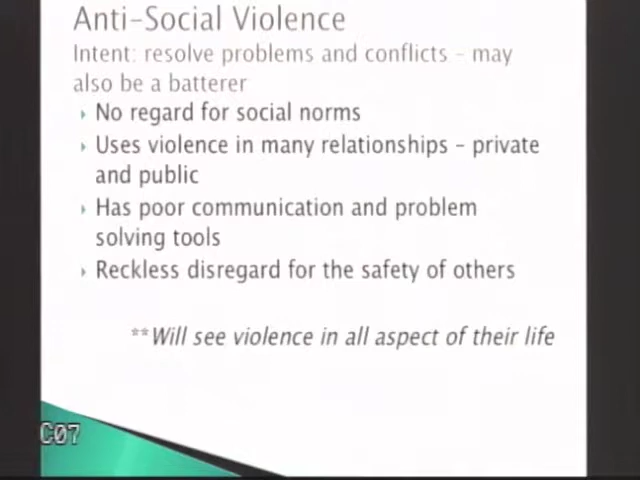 Anti-Social Violence
Intent: resolve problems and conflicts - may
also be a batterer
No regard for social norms
Uses violence in many relationships - private
and public
Has poor communication and problem
solving tools
Reckless disregard for the safety of others
**Will see violence in all aspect of their life
C07